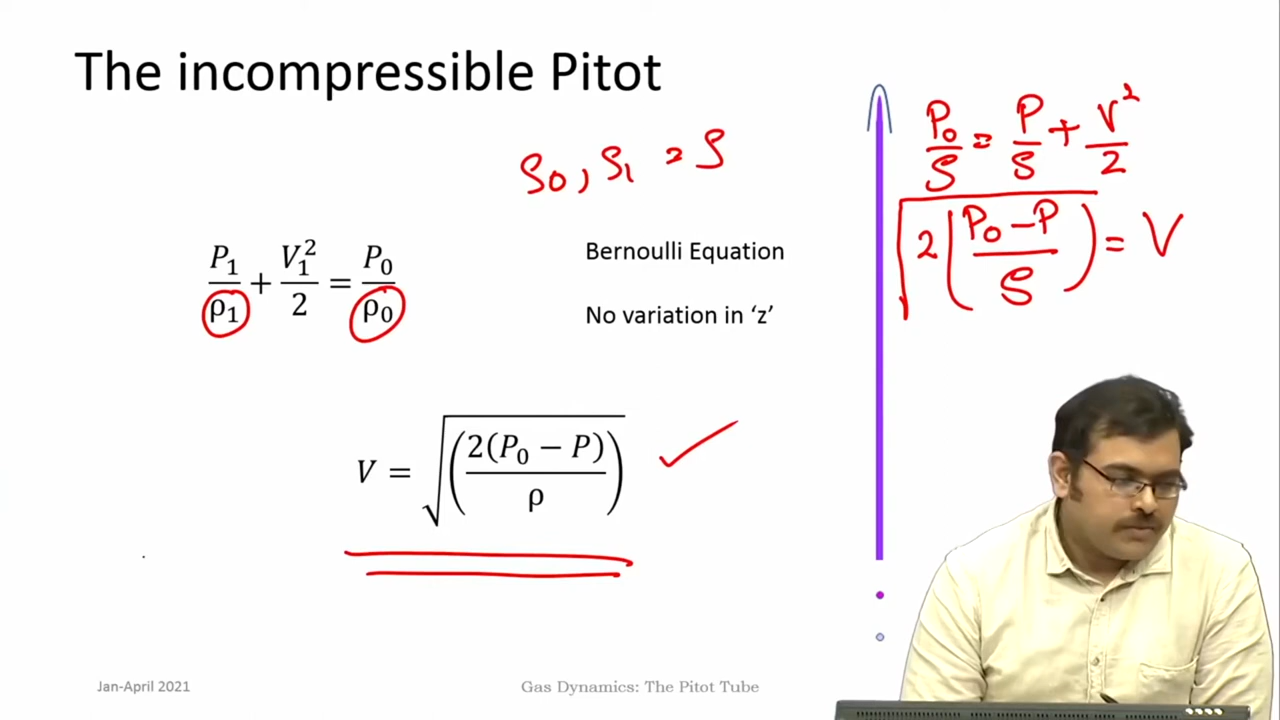 The incompressible Pitot
ρ₀, ρ₁ = ρ
P₀/ρ = P/ρ + V²/2
√(2((P₀ − P)/ρ)) = V
P₁/ρ₁ + V₁²/2 = P₀/ρ₀
Bernoulli Equation
No variation in ‘z’
V = √((2(P₀ − P)/ρ))
Jan-April 2021
Gas Dynamics: The Pitot Tube